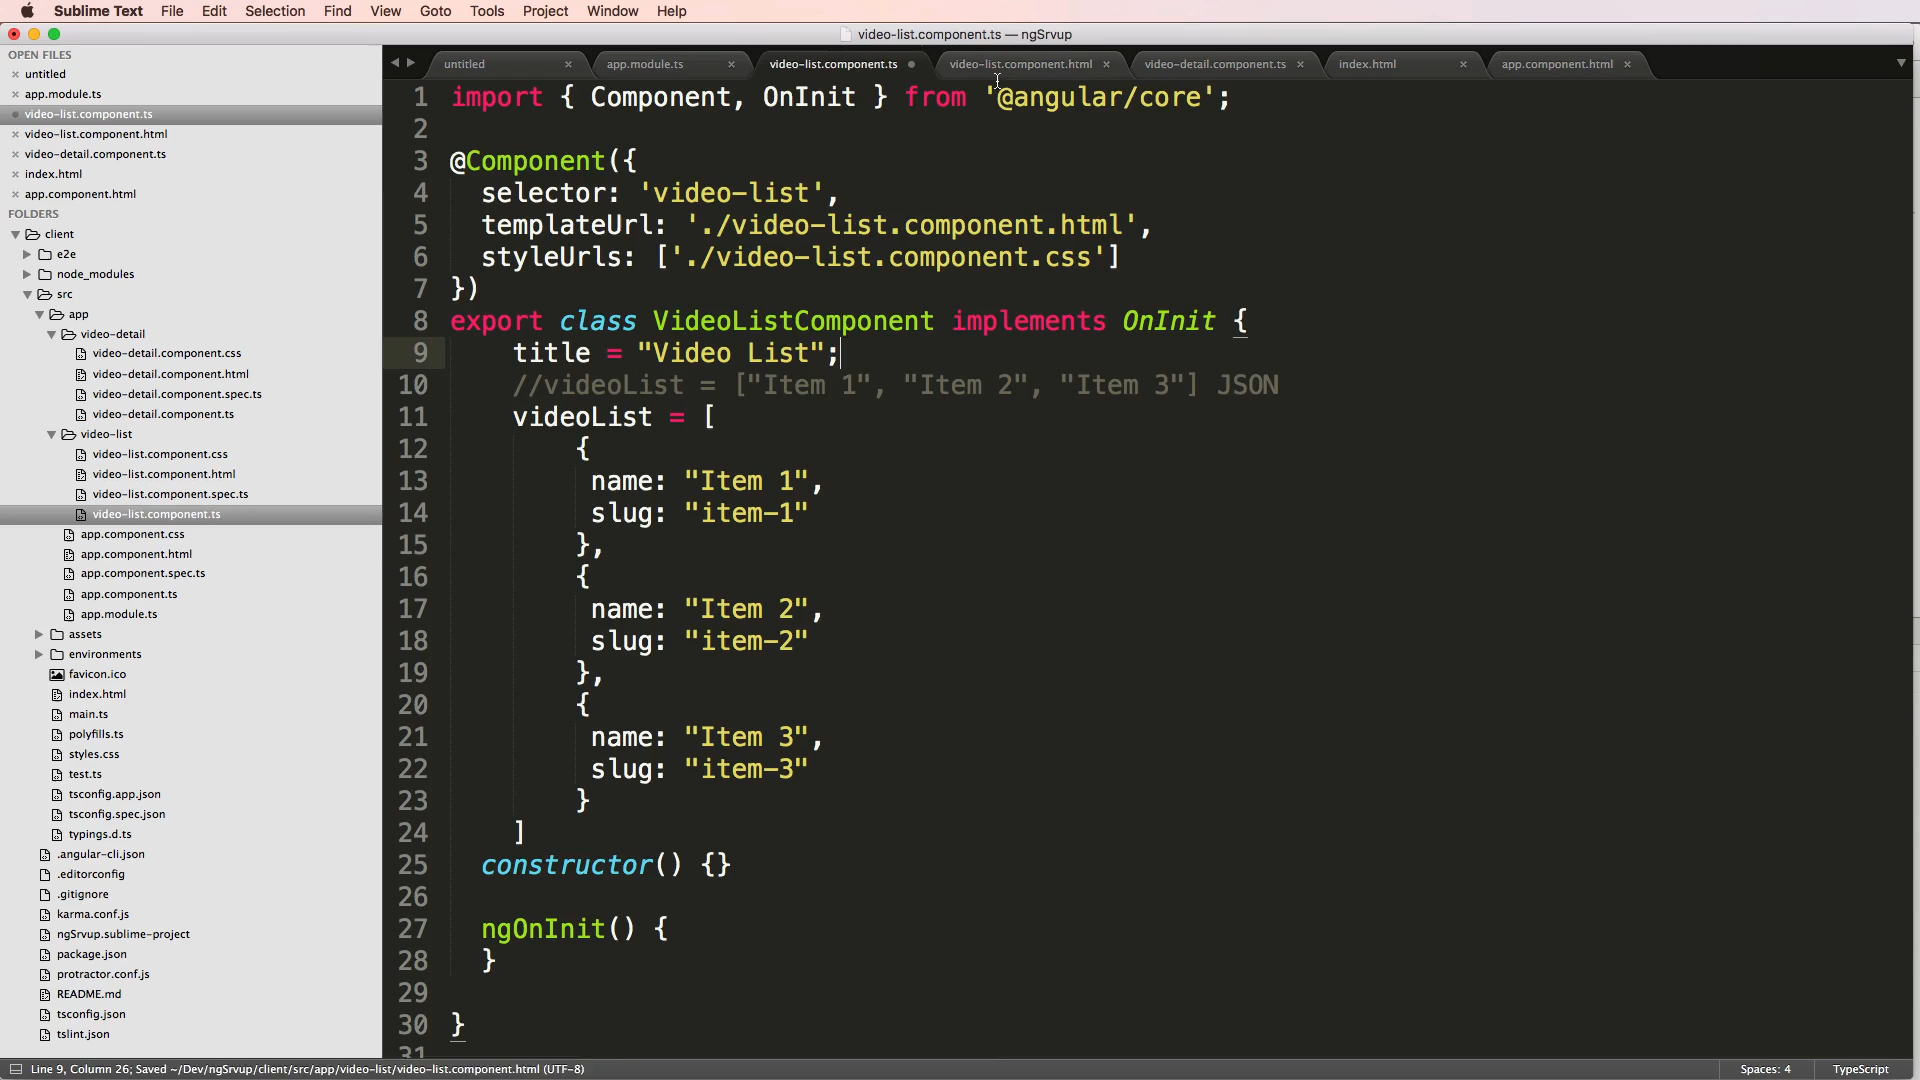 Sublime Text File Edit Selection Find View Goto Tools Project Window Help
video-list.component.ts — ngSrvup
OPEN FILES
untitled
app.module.ts
video-list.component.ts
video-list.component.html
video-detail.component.ts
index.html
app.component.html
FOLDERS
client
e2e
node_modules
src
app
video-detail
video-detail.component.css
video-detail.component.html
video-detail.component.spec.ts
video-detail.component.ts
video-list
video-list.component.css
video-list.component.html
video-list.component.spec.ts
video-list.component.ts
app.component.css
app.component.html
app.component.spec.ts
app.component.ts
app.module.ts
assets
environments
favicon.ico
index.html
main.ts
polyfills.ts
styles.css
test.ts
tsconfig.app.json
tsconfig.spec.json
typings.d.ts
.angular-cli.json
.editorconfig
.gitignore
karma.conf.js
ngSrvup.sublime-project
package.json
protractor.conf.js
README.md
tsconfig.json
tslint.json
untitled app.module.ts video-list.component.ts video-list.component.html video-detail.component.ts index.html app.component.html
1 import { Component, OnInit } from '@angular/core';
2
3 @Component({
4 selector: 'video-list',
5 templateUrl: './video-list.component.html',
6 styleUrls: ['./video-list.component.css']
7 })
8 export class VideoListComponent implements OnInit {
9 title = "Video List";
10 //videoList = ["Item 1", "Item 2", "Item 3"] JSON
11 videoList = [
12 {
13 name: "Item 1",
14 slug: "item-1"
15 },
16 {
17 name: "Item 2",
18 slug: "item-2"
19 },
20 {
21 name: "Item 3",
22 slug: "item-3"
23 }
24 ]
25 constructor() {}
26
27 ngOnInit() {
28 }
29
30 }
31
Line 9, Column 26; Saved ~/Dev/ngSrvup/client/src/app/video-list/video-list.component.html (UTF-8) Spaces: 4 TypeScript